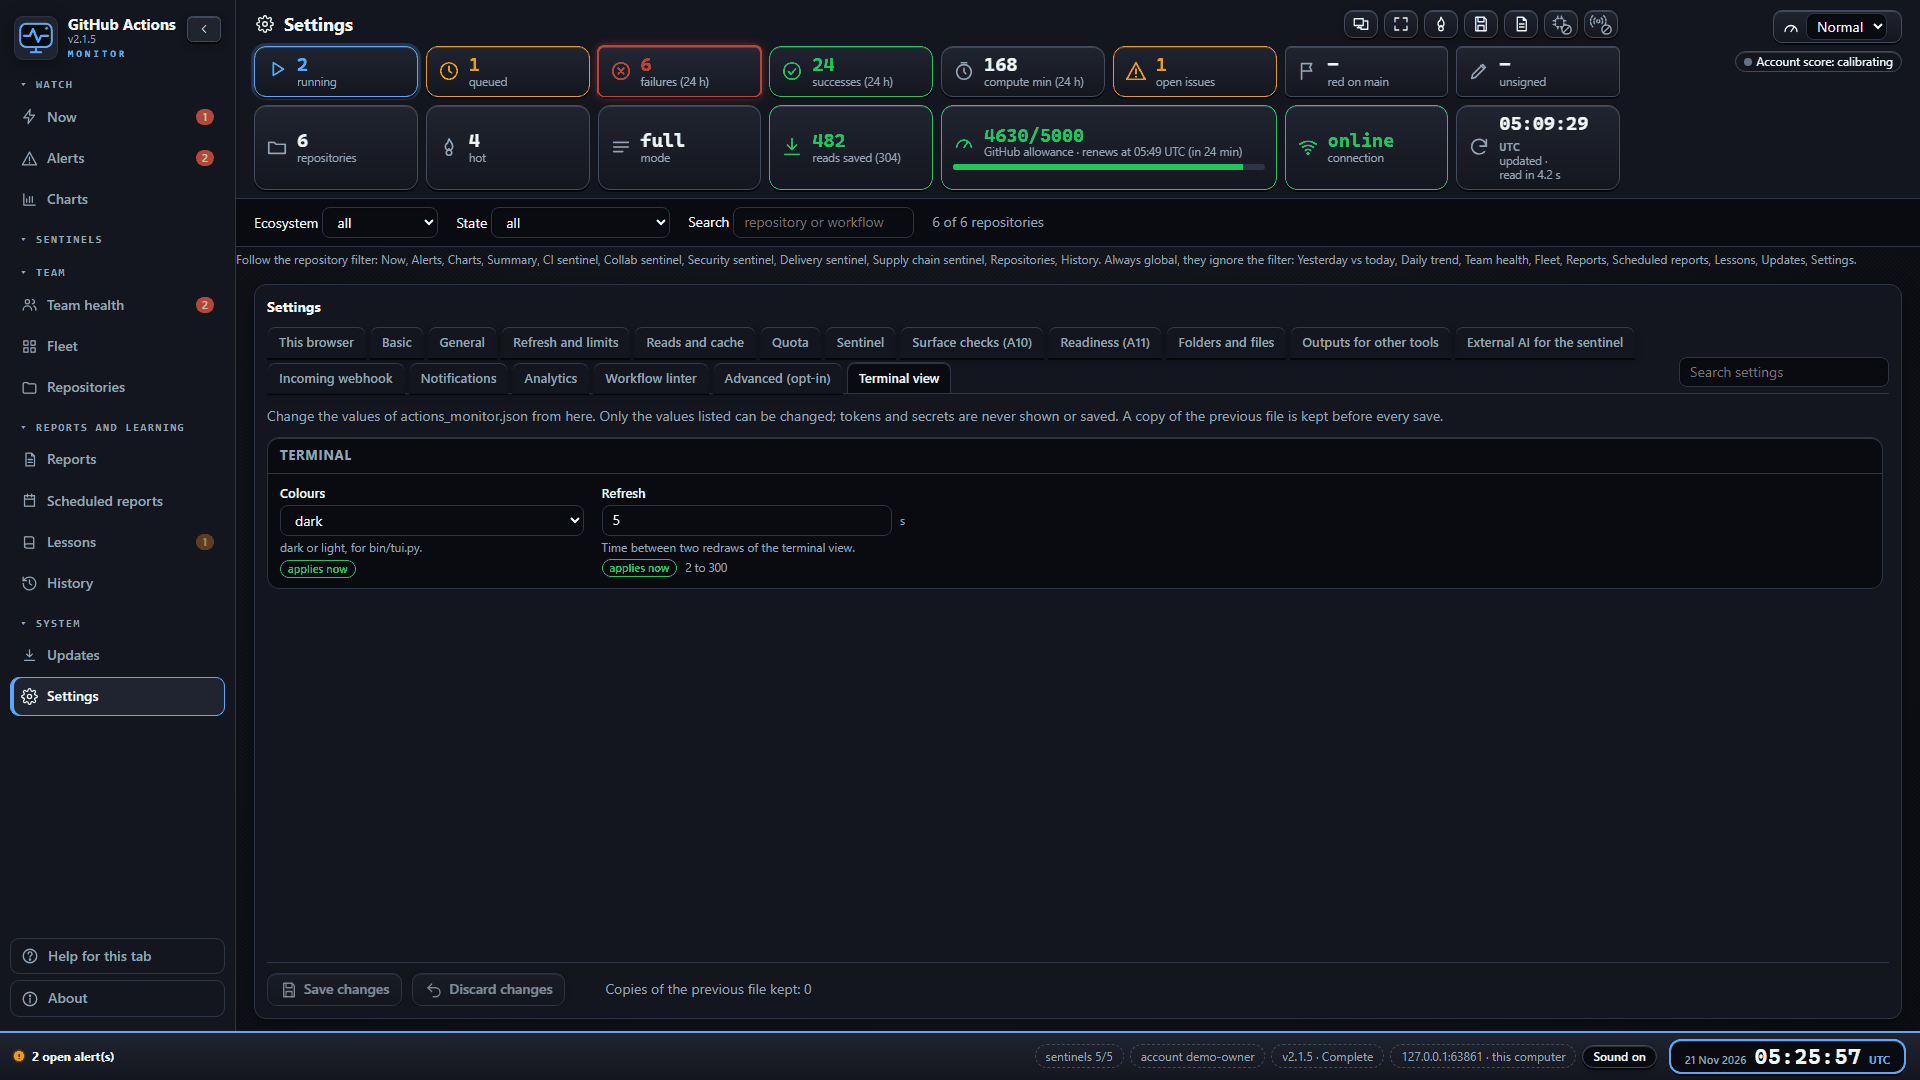 GitHub Actions
v2.1.5
MONITOR
WATCH
Now 1
Alerts 2
Charts
SENTINELS
TEAM
Team health 2
Fleet
Repositories
REPORTS AND LEARNING
Reports
Scheduled reports
Lessons 1
History
SYSTEM
Updates
Settings
Help for this tab
About
Settings
Normal
Account score: calibrating
2 running
1 queued
6 failures (24 h)
24 successes (24 h)
168 compute min (24 h)
1 open issues
– red on main
– unsigned
6 repositories
4 hot
full mode
482 reads saved (304)
4630/5000
GitHub allowance · renews at 05:49 UTC (in 24 min)
online
connection
05:09:29
UTC
updated ·
read in 4.2 s
Ecosystem all State all Search repository or workflow 6 of 6 repositories
Follow the repository filter: Now, Alerts, Charts, Summary, CI sentinel, Collab sentinel, Security sentinel, Delivery sentinel, Supply chain sentinel, Repositories, History. Always global, they ignore the filter: Yesterday vs today, Daily trend, Team health, Fleet, Reports, Scheduled reports, Lessons, Updates, Settings.
Settings
This browser Basic General Refresh and limits Reads and cache Quota Sentinel Surface checks (A10) Readiness (A11) Folders and files Outputs for other tools External AI for the sentinel
Incoming webhook Notifications Analytics Workflow linter Advanced (opt-in) Terminal view Search settings
Change the values of actions_monitor.json from here. Only the values listed can be changed; tokens and secrets are never shown or saved. A copy of the previous file is kept before every save.
TERMINAL
Colours Refresh
dark 5 s
dark or light, for bin/tui.py. Time between two redraws of the terminal view.
applies now applies now 2 to 300
Save changes Discard changes Copies of the previous file kept: 0
2 open alert(s) sentinels 5/5 account demo-owner v2.1.5 · Complete 127.0.0.1:63861 · this computer Sound on 21 Nov 2026 05:25:57 UTC